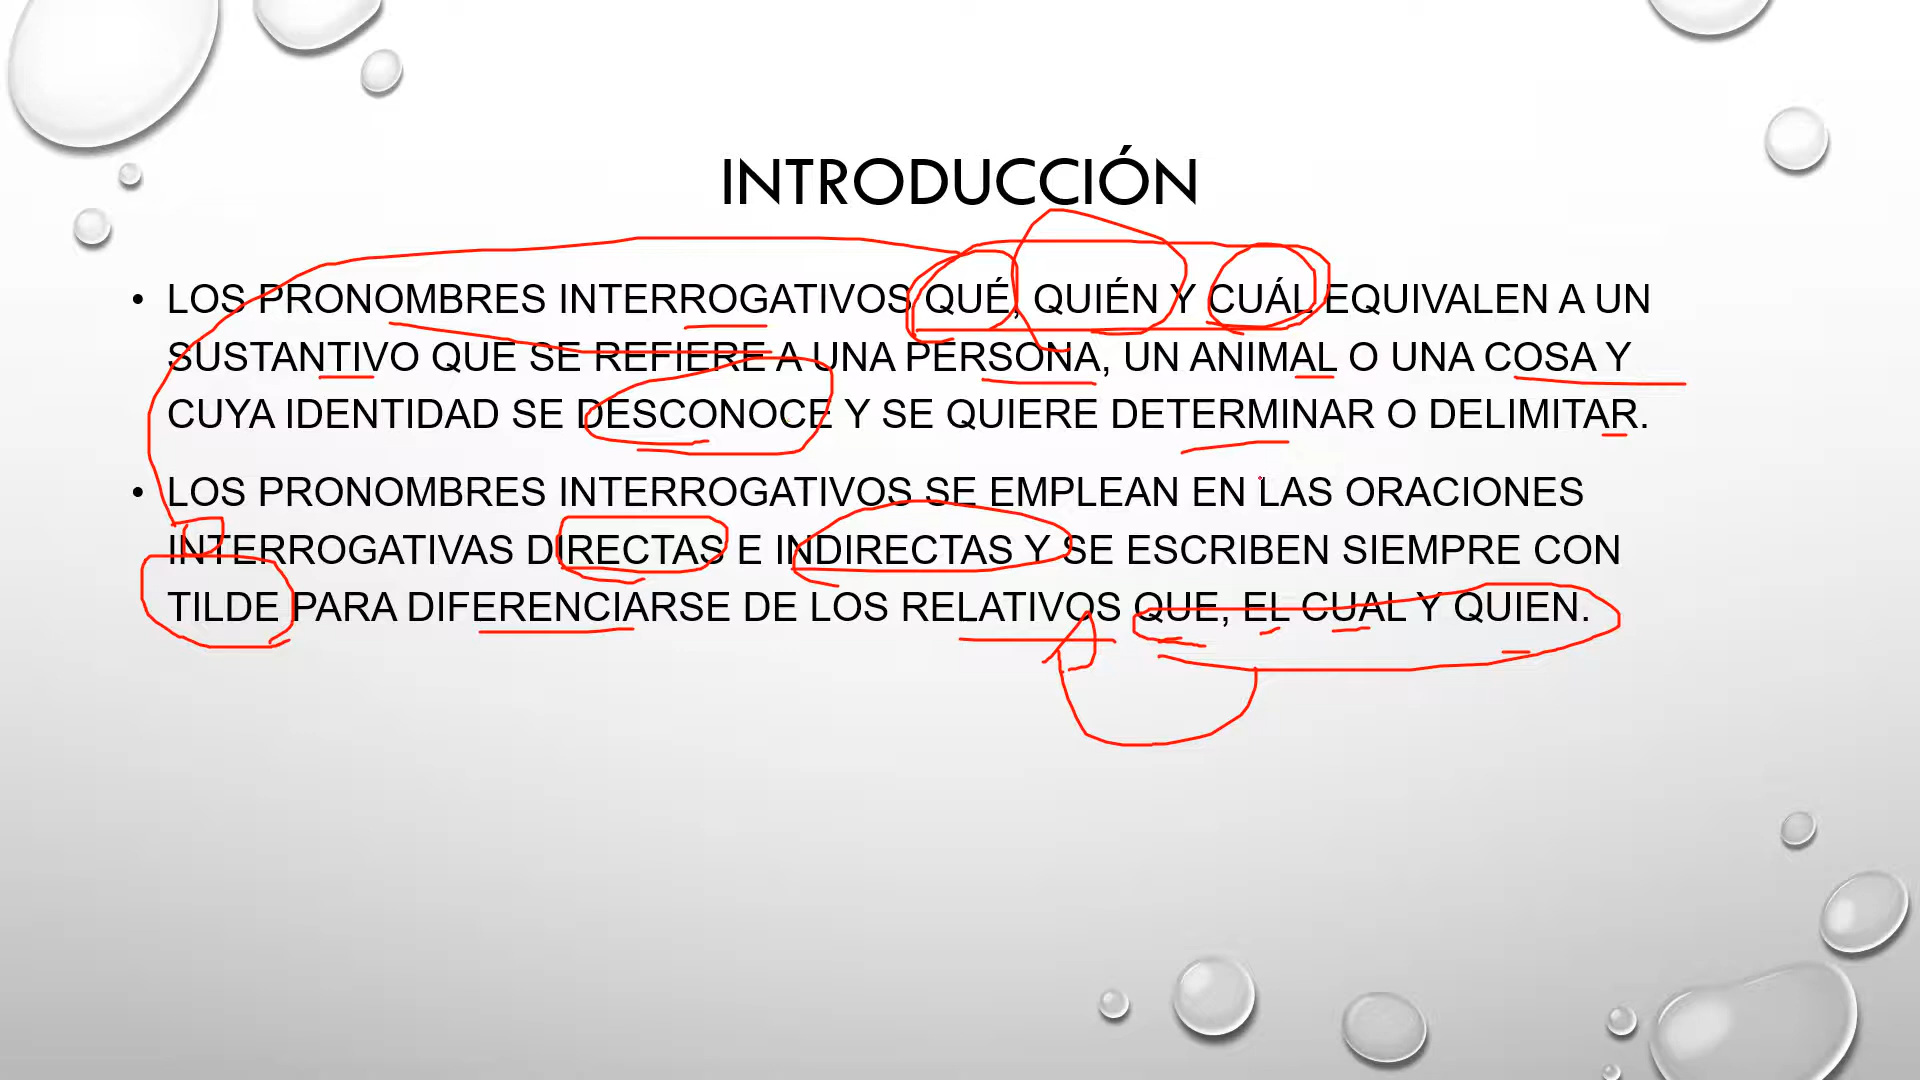 INTRODUCCIÓN
• LOS PRONOMBRES INTERROGATIVOS QUÉ, QUIÉN Y CUÁL EQUIVALEN A UN
SUSTANTIVO QUE SE REFIERE A UNA PERSONA, UN ANIMAL O UNA COSA Y
CUYA IDENTIDAD SE DESCONOCE Y SE QUIERE DETERMINAR O DELIMITAR.
• LOS PRONOMBRES INTERROGATIVOS SE EMPLEAN EN LAS ORACIONES
INTERROGATIVAS DIRECTAS E INDIRECTAS Y SE ESCRIBEN SIEMPRE CON
TILDE PARA DIFERENCIARSE DE LOS RELATIVOS QUE, EL CUAL Y QUIEN.